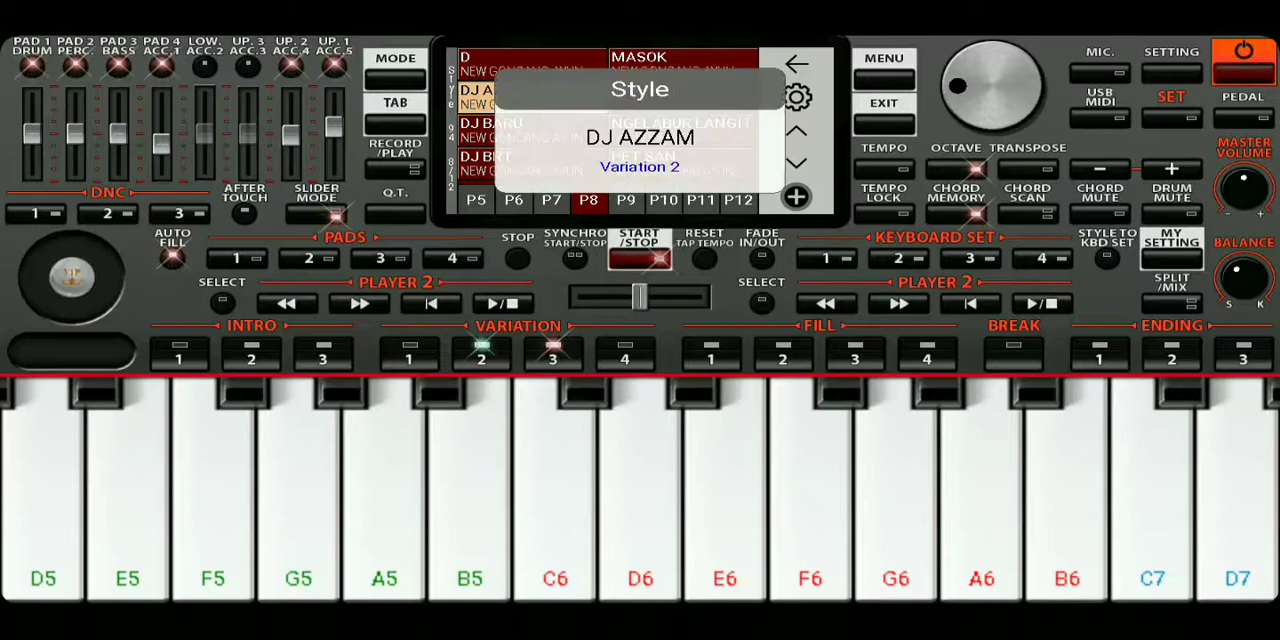 PAD 1 PAD 2 PAD 3 PAD 4 LOW. UP. 3 UP. 2 UP. 1
DRUM PERC. BASS ACC.1 ACC.2 ACC.3 ACC.4 ACC.5
MODE
TAB
RECORD
/PLAY
Q.T.
DNC
1 2 3
AFTER
TOUCH
SLIDER
MODE
Style
D MASOK
DJ AZZAM
Variation 2
DJ BARU NGELABUR LANGIT
DJ BRT
P5 P6 P7 P8 P9 P10 P11 P12
MENU
EXIT
TEMPO
TEMPO
LOCK
OCTAVE TRANSPOSE
CHORD
MEMORY
CHORD
SCAN
MIC. SETTING
USB
MIDI
SET
PEDAL
− +
CHORD
MUTE
DRUM
MUTE
MASTER
VOLUME
- +
AUTO
FILL
PADS
1 2 3 4
STOP
SYNCHRO
START/STOP
START
/STOP
RESET
TAP TEMPO
FADE
IN/OUT
KEYBOARD SET
1 2 3 4
STYLE TO
KBD SET
MY
SETTING
BALANCE
S K
VIP
SELECT PLAYER 2
SELECT PLAYER 2
SPLIT
/MIX
INTRO VARIATION FILL BREAK ENDING
1 2 3 1 2 3 4 1 2 3 4 1 2 3
D5 E5 F5 G5 A5 B5 C6 D6 E6 F6 G6 A6 B6 C7 D7